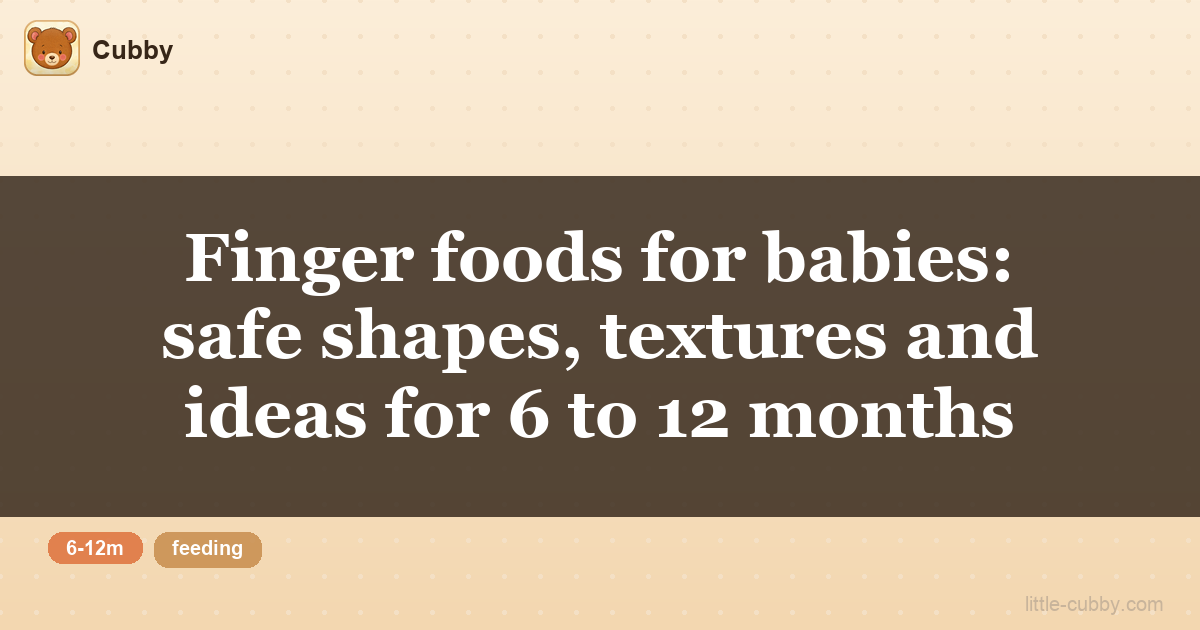 Cubby
Finger foods for babies:
safe shapes, textures and
ideas for 6 to 12 months
6-12m
feeding
little-cubby.com